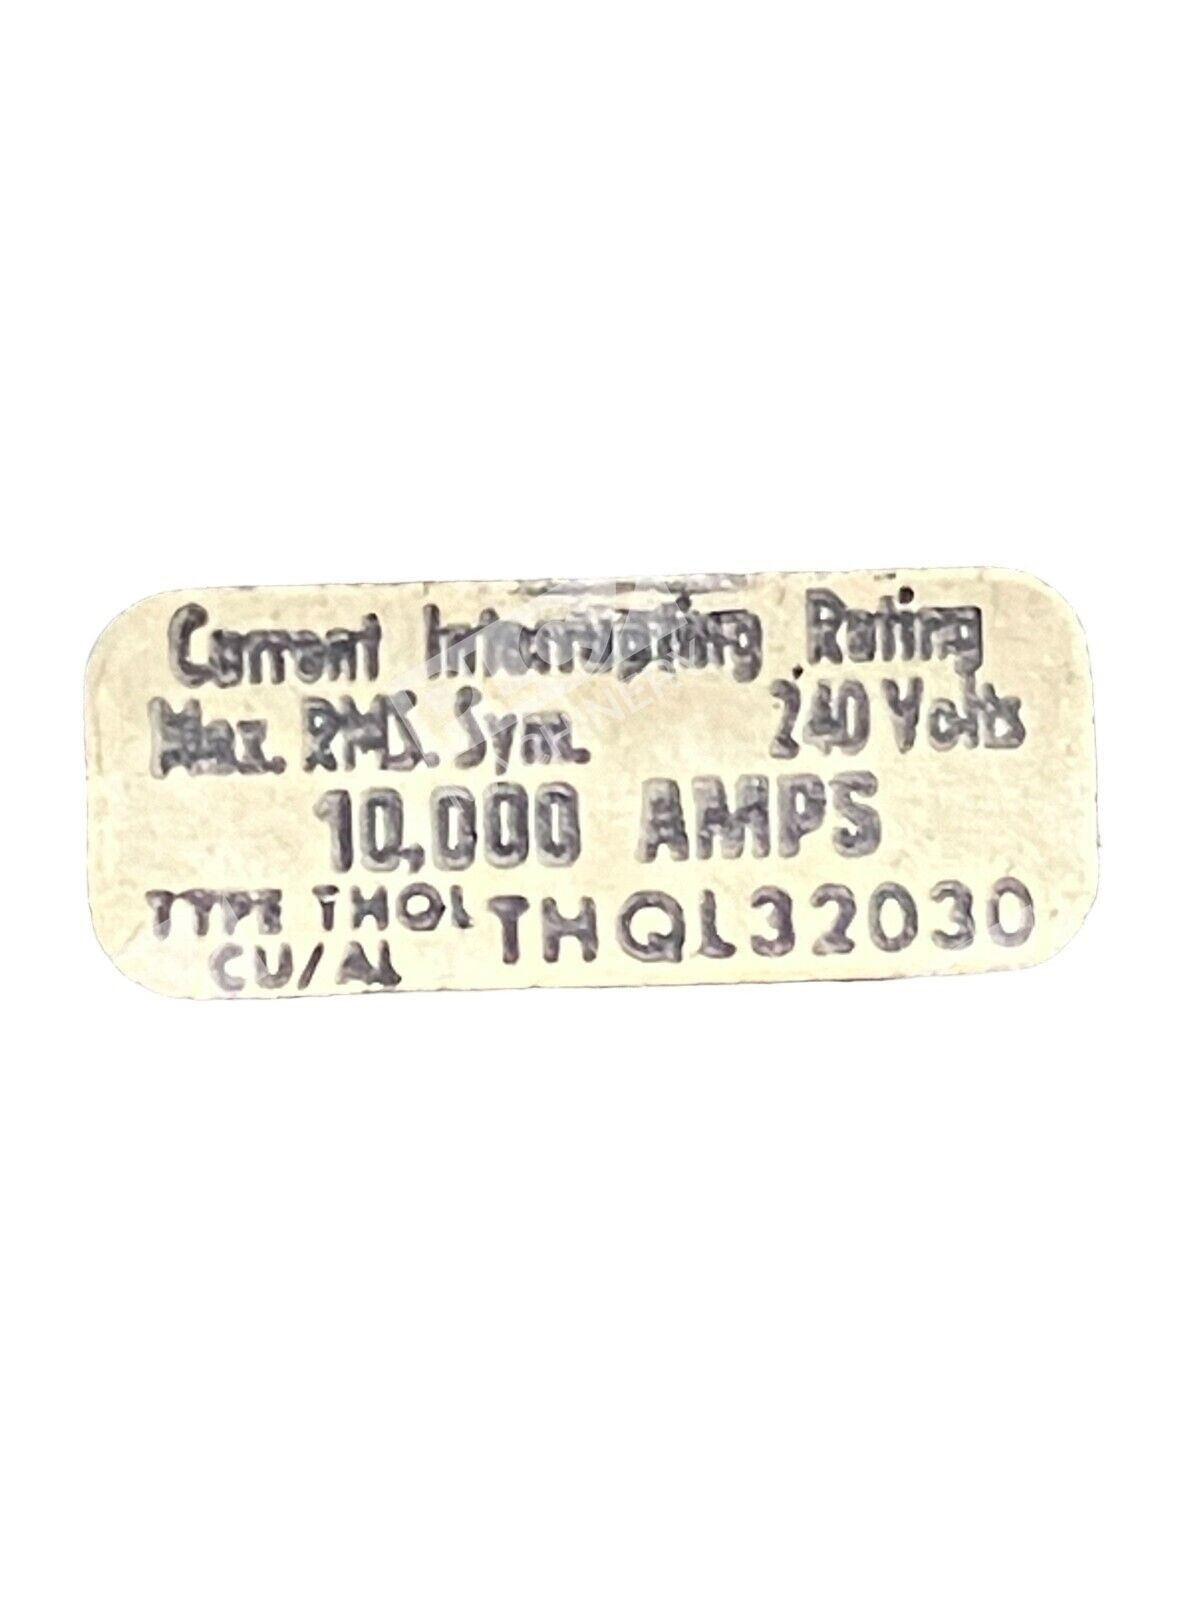 Current Interrupting Rating
Max. RMS. Sym. 240 Volts
10,000 AMPS
TYPE THQL THQL32030
CU/AL